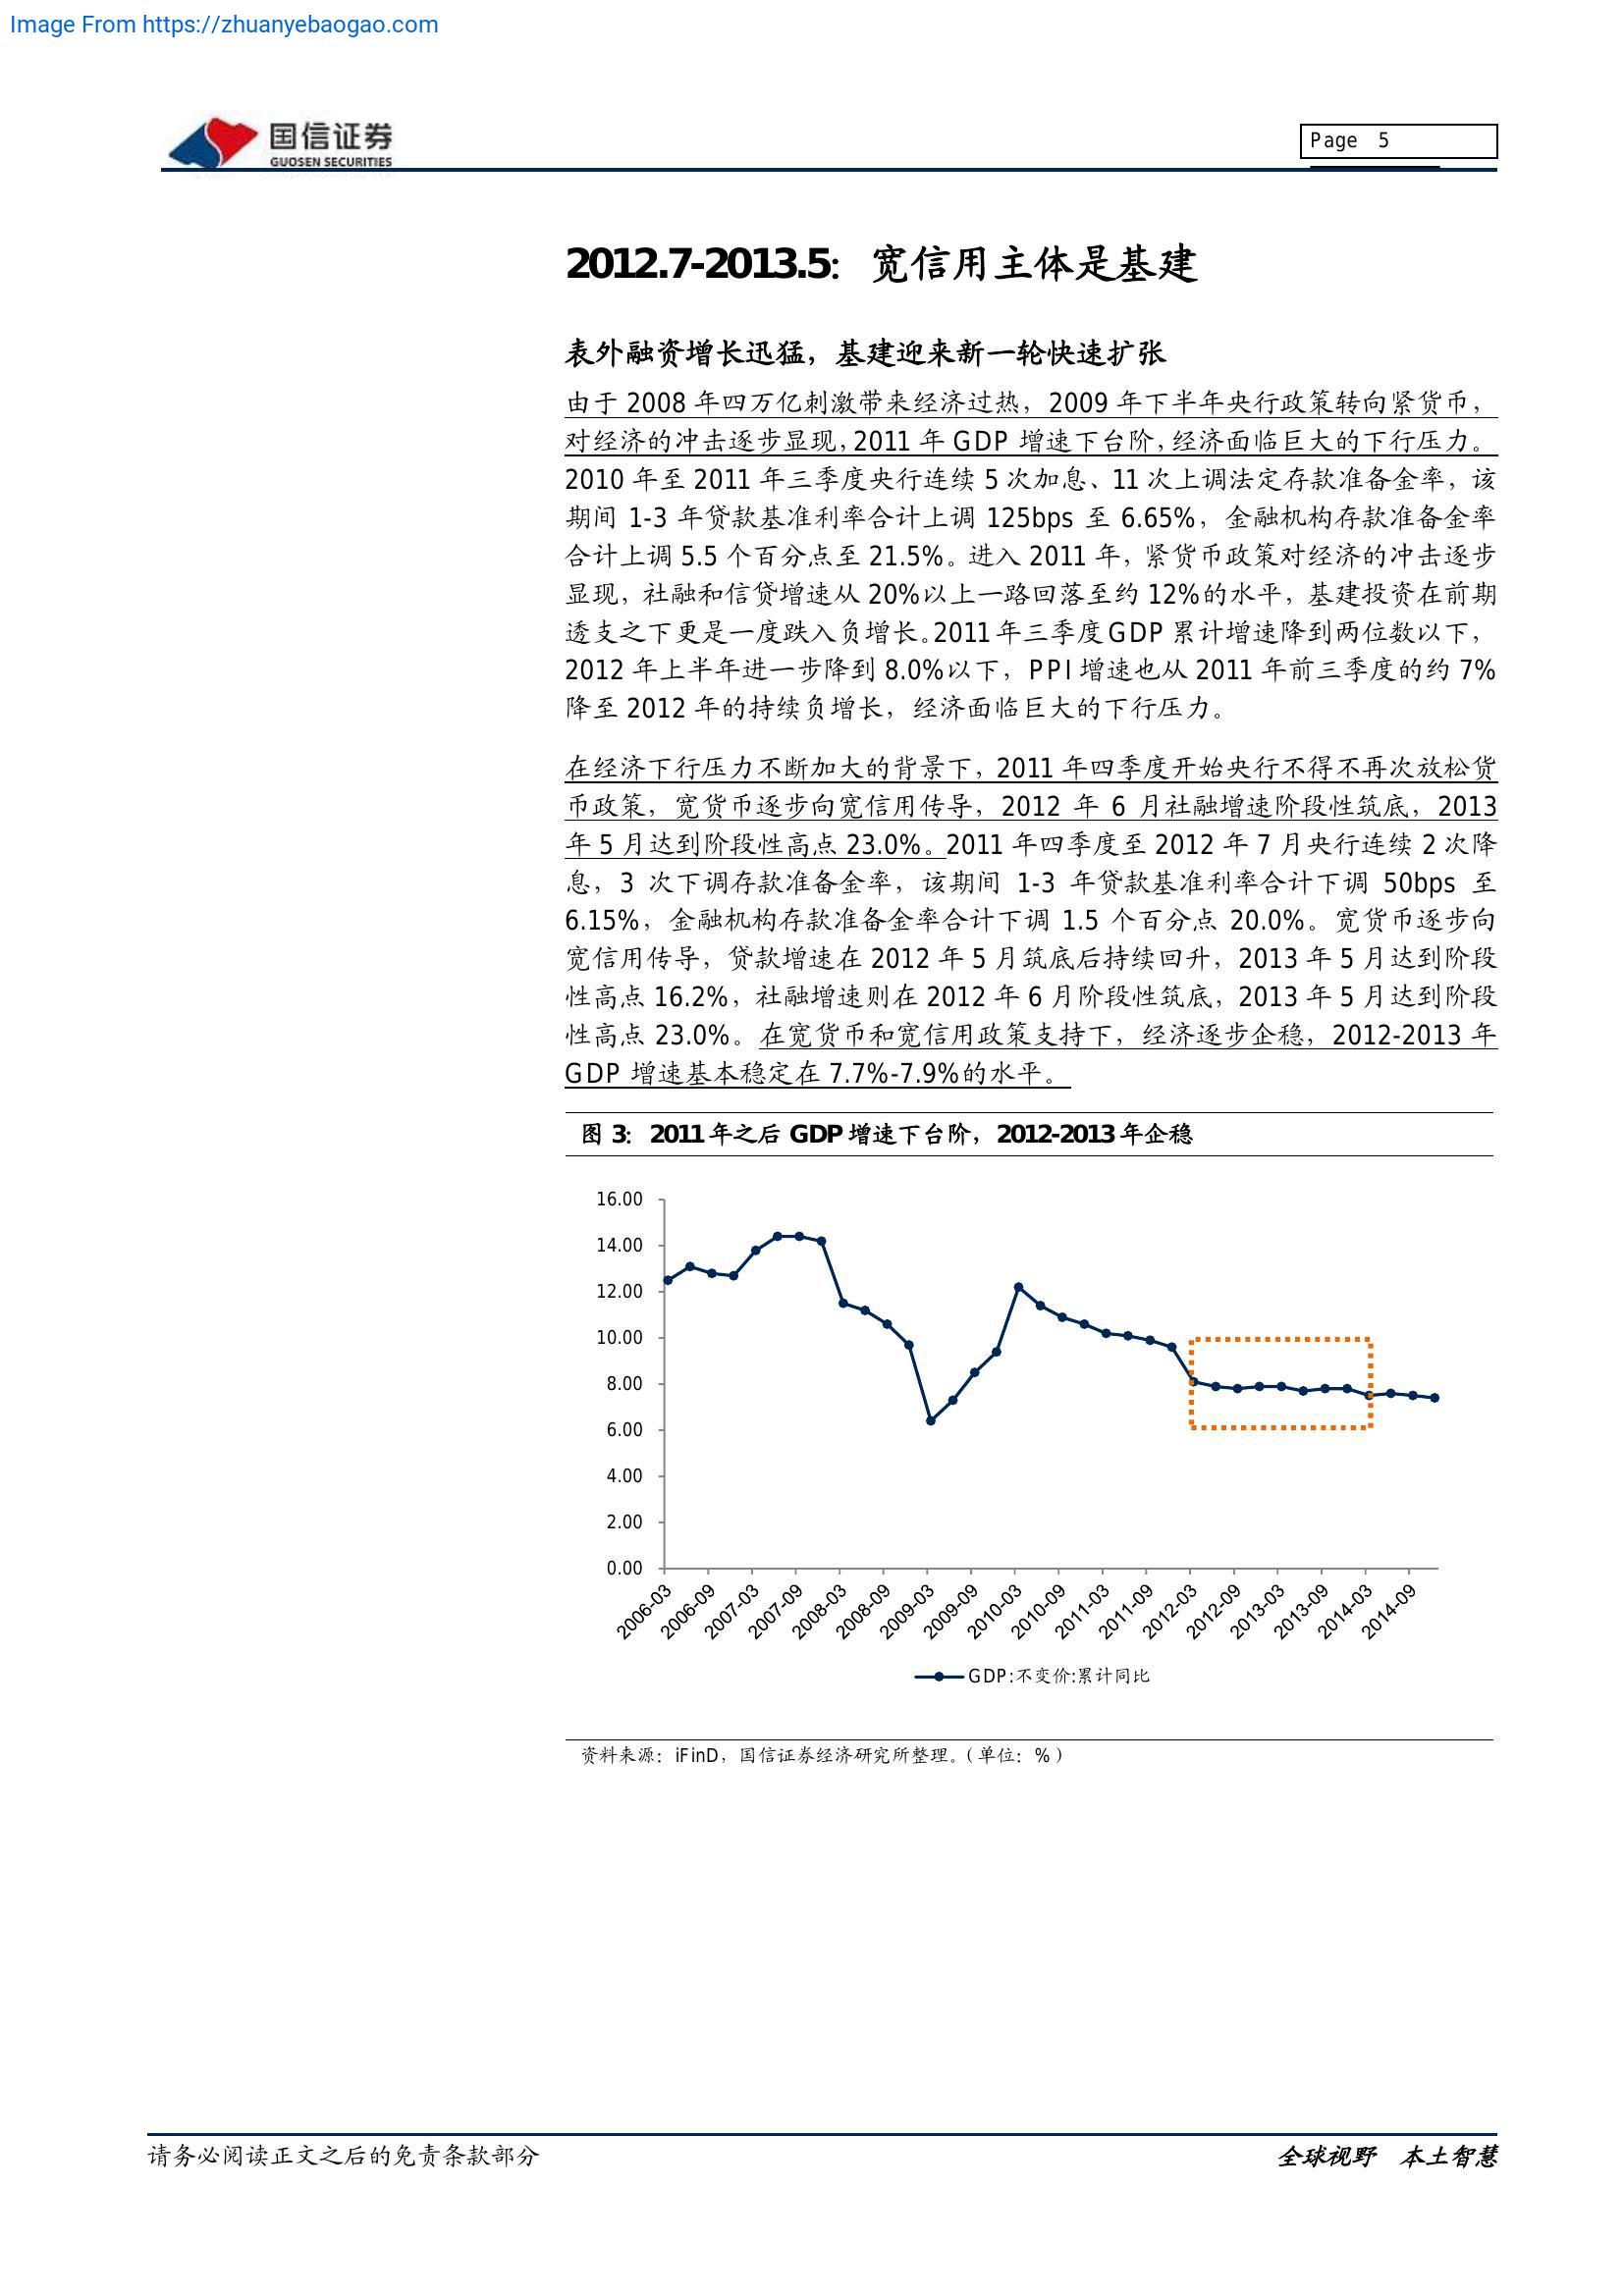 Image From https://zhuanyebaogao.com
国信证券
GUOSEN SECURITIES
Page 5
2012.7-2013.5：宽信用主体是基建
表外融资增长迅猛，基建迎来新一轮快速扩张
由于 2008 年四万亿刺激带来经济过热，2009 年下半年央行政策转向紧货币，
对经济的冲击逐步显现，2011 年 GDP 增速下台阶，经济面临巨大的下行压力。
2010 年至 2011 年三季度央行连续 5 次加息、11 次上调法定存款准备金率，该
期间 1-3 年贷款基准利率合计上调 125bps 至 6.65%，金融机构存款准备金率
合计上调 5.5 个百分点至 21.5%。进入 2011 年，紧货币政策对经济的冲击逐步
显现，社融和信贷增速从 20%以上一路回落至约 12%的水平，基建投资在前期
透支之下更是一度跌入负增长。2011 年三季度 GDP 累计增速降到两位数以下，
2012 年上半年进一步降到 8.0%以下，PPI 增速也从 2011 年前三季度的约 7%
降至 2012 年的持续负增长，经济面临巨大的下行压力。
在经济下行压力不断加大的背景下，2011 年四季度开始央行不得不再次放松货
币政策，宽货币逐步向宽信用传导，2012 年 6 月社融增速阶段性筑底，2013
年 5 月达到阶段性高点 23.0%。2011 年四季度至 2012 年 7 月央行连续 2 次降
息，3 次下调存款准备金率，该期间 1-3 年贷款基准利率合计下调 50bps 至
6.15%，金融机构存款准备金率合计下调 1.5 个百分点 20.0%。宽货币逐步向
宽信用传导，贷款增速在 2012 年 5 月筑底后持续回升，2013 年 5 月达到阶段
性高点 16.2%，社融增速则在 2012 年 6 月阶段性筑底，2013 年 5 月达到阶段
性高点 23.0%。在宽货币和宽信用政策支持下，经济逐步企稳，2012-2013 年
GDP 增速基本稳定在 7.7%-7.9%的水平。
图 3：2011 年之后 GDP 增速下台阶，2012-2013 年企稳
16.00
14.00
12.00
10.00
8.00
6.00
4.00
2.00
0.00
2006-03
2006-09
2007-03
2007-09
2008-03
2008-09
2009-03
2009-09
2010-03
2010-09
2011-03
2011-09
2012-03
2012-09
2013-03
2013-09
2014-03
2014-09
GDP:不变价:累计同比
资料来源：iFinD，国信证券经济研究所整理。（单位：%）
请务必阅读正文之后的免责条款部分
全球视野 本土智慧